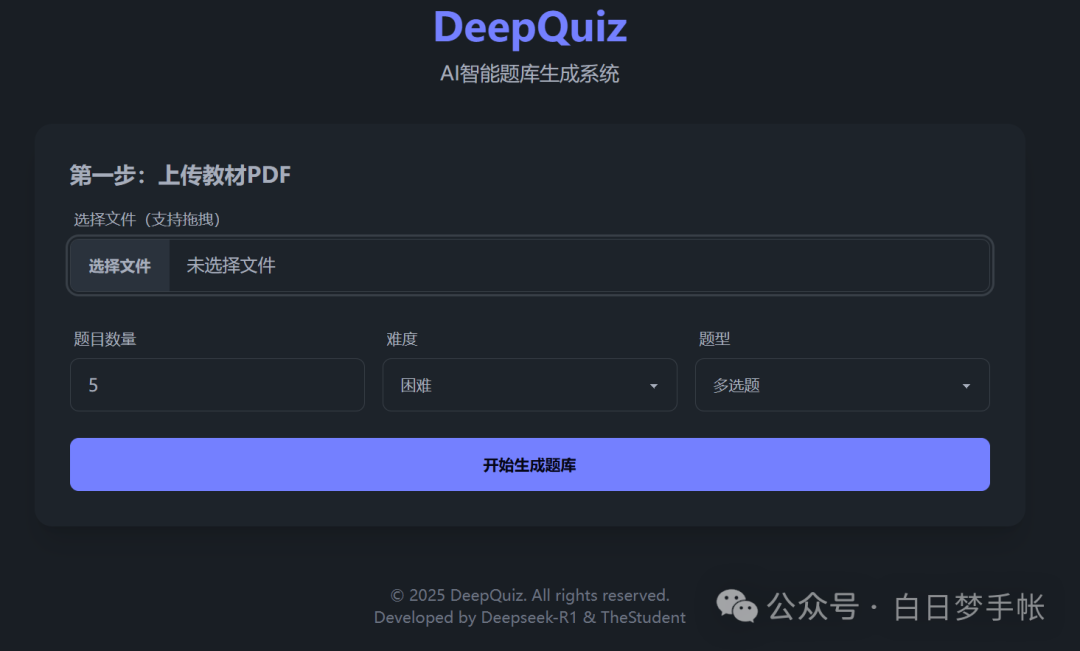 DeepQuiz
AI智能题库生成系统
第一步：上传教材PDF
选择文件（支持拖拽）
选择文件 未选择文件
题目数量 难度 题型
5 困难 多选题
开始生成题库
© 2025 DeepQuiz. All rights reserved.
Developed by Deepseek-R1 & TheStudent
公众号 · 白日梦手帐